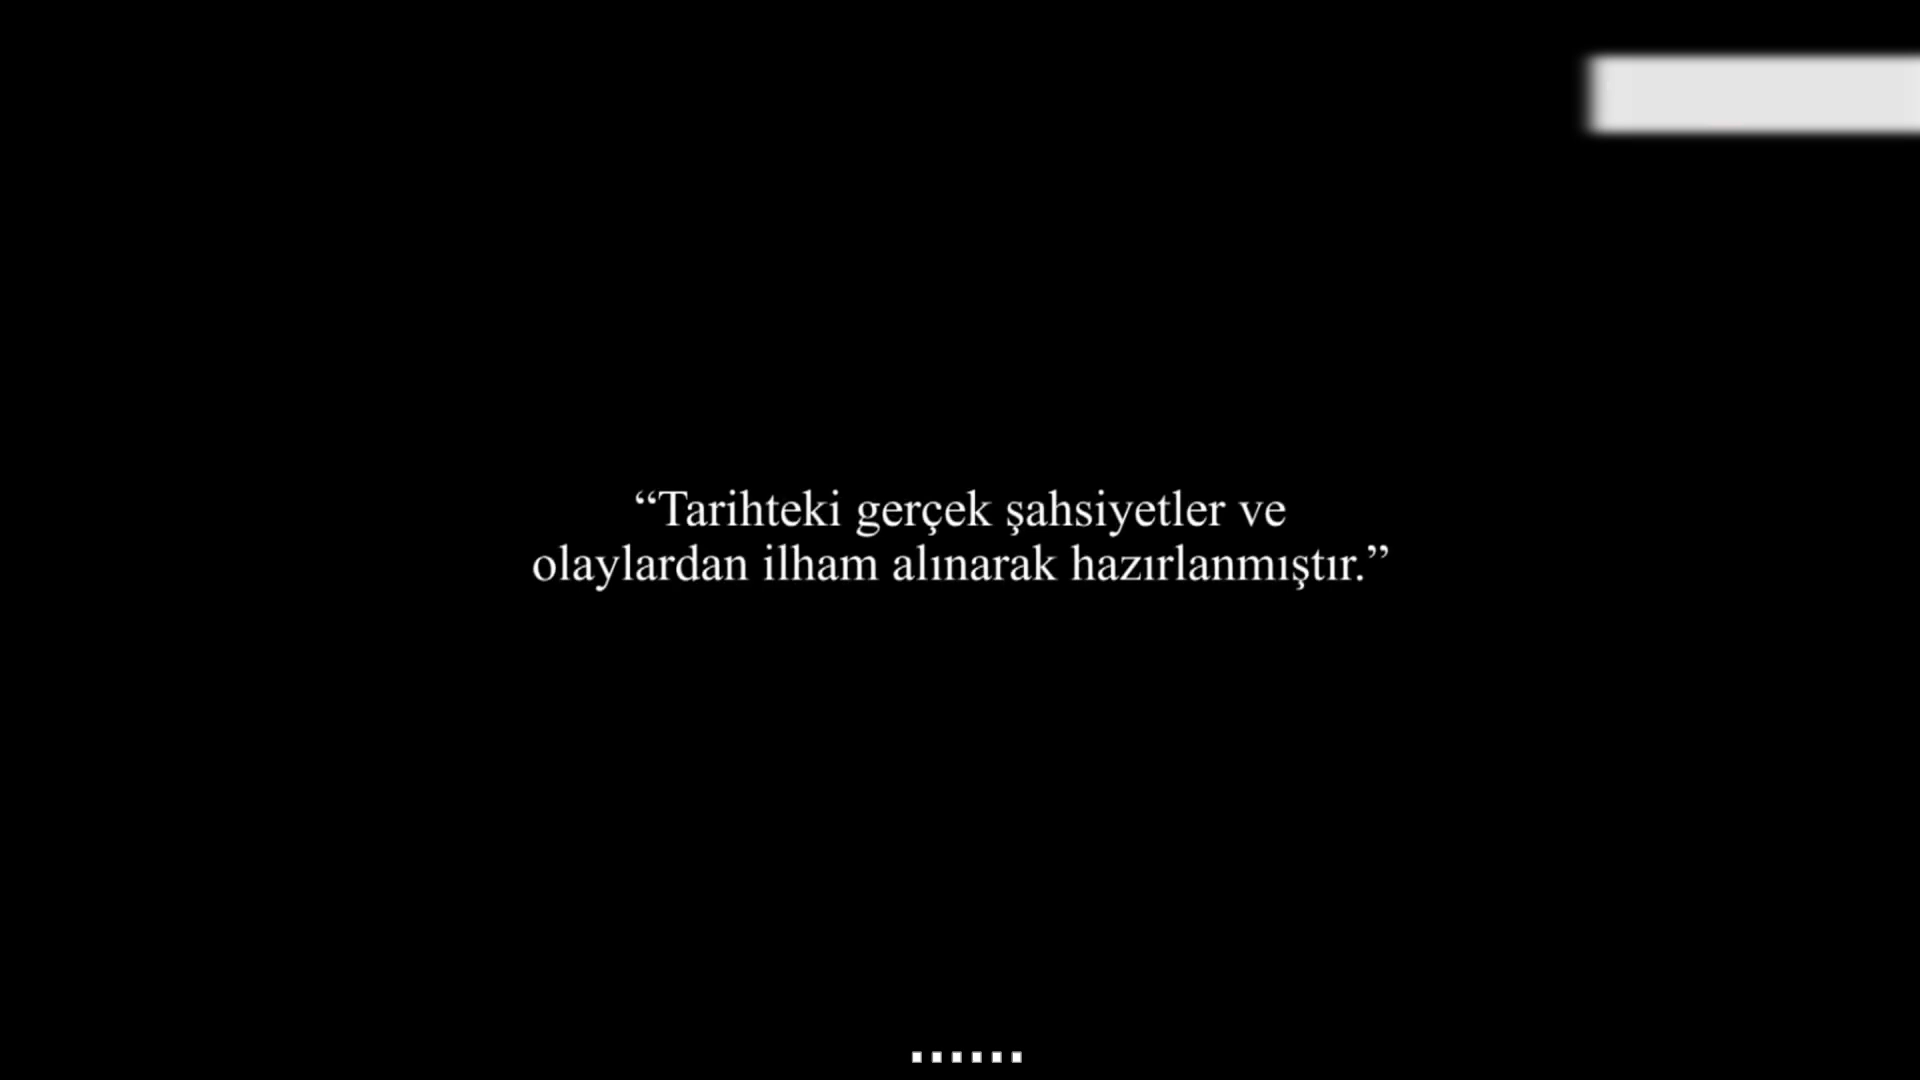 “Tarihteki gerçek şahsiyetler ve
olaylardan ilham alınarak hazırlanmıştır.”